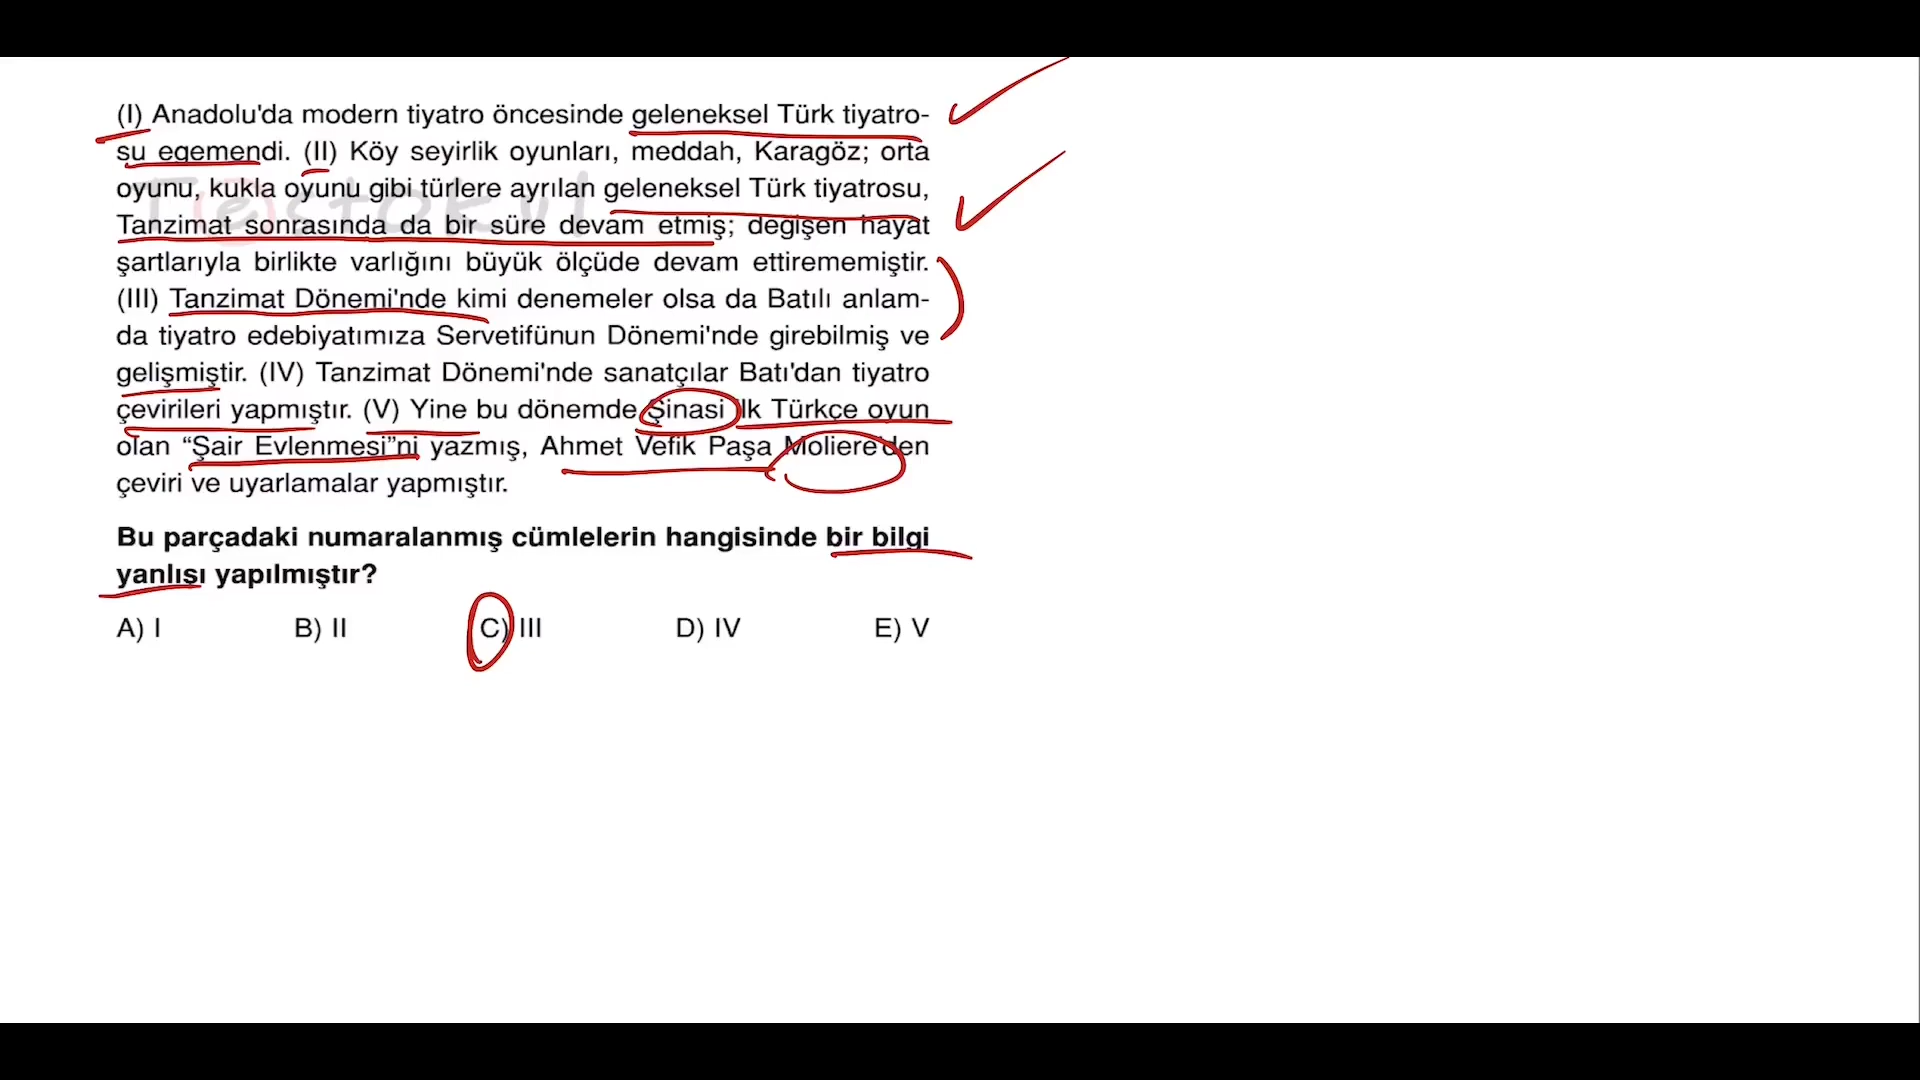 (I) Anadolu'da modern tiyatro öncesinde geleneksel Türk tiyatro-
su egemendi. (II) Köy seyirlik oyunları, meddah, Karagöz; orta
oyunu, kukla oyunu gibi türlere ayrılan geleneksel Türk tiyatrosu,
Tanzimat sonrasında da bir süre devam etmiş; değişen hayat
şartlarıyla birlikte varlığını büyük ölçüde devam ettirememiştir.
(III) Tanzimat Dönemi'nde kimi denemeler olsa da Batılı anlam-
da tiyatro edebiyatımıza Servetifünun Dönemi'nde girebilmiş ve
gelişmiştir. (IV) Tanzimat Dönemi'nde sanatçılar Batı'dan tiyatro
çevirileri yapmıştır. (V) Yine bu dönemde Şinasi ilk Türkçe oyun
olan “Şair Evlenmesi”ni yazmış, Ahmet Vefik Paşa Moliere'den
çeviri ve uyarlamalar yapmıştır.
Bu parçadaki numaralanmış cümlelerin hangisinde bir bilgi
yanlışı yapılmıştır?
A) I B) II C) III D) IV E) V
Testokul